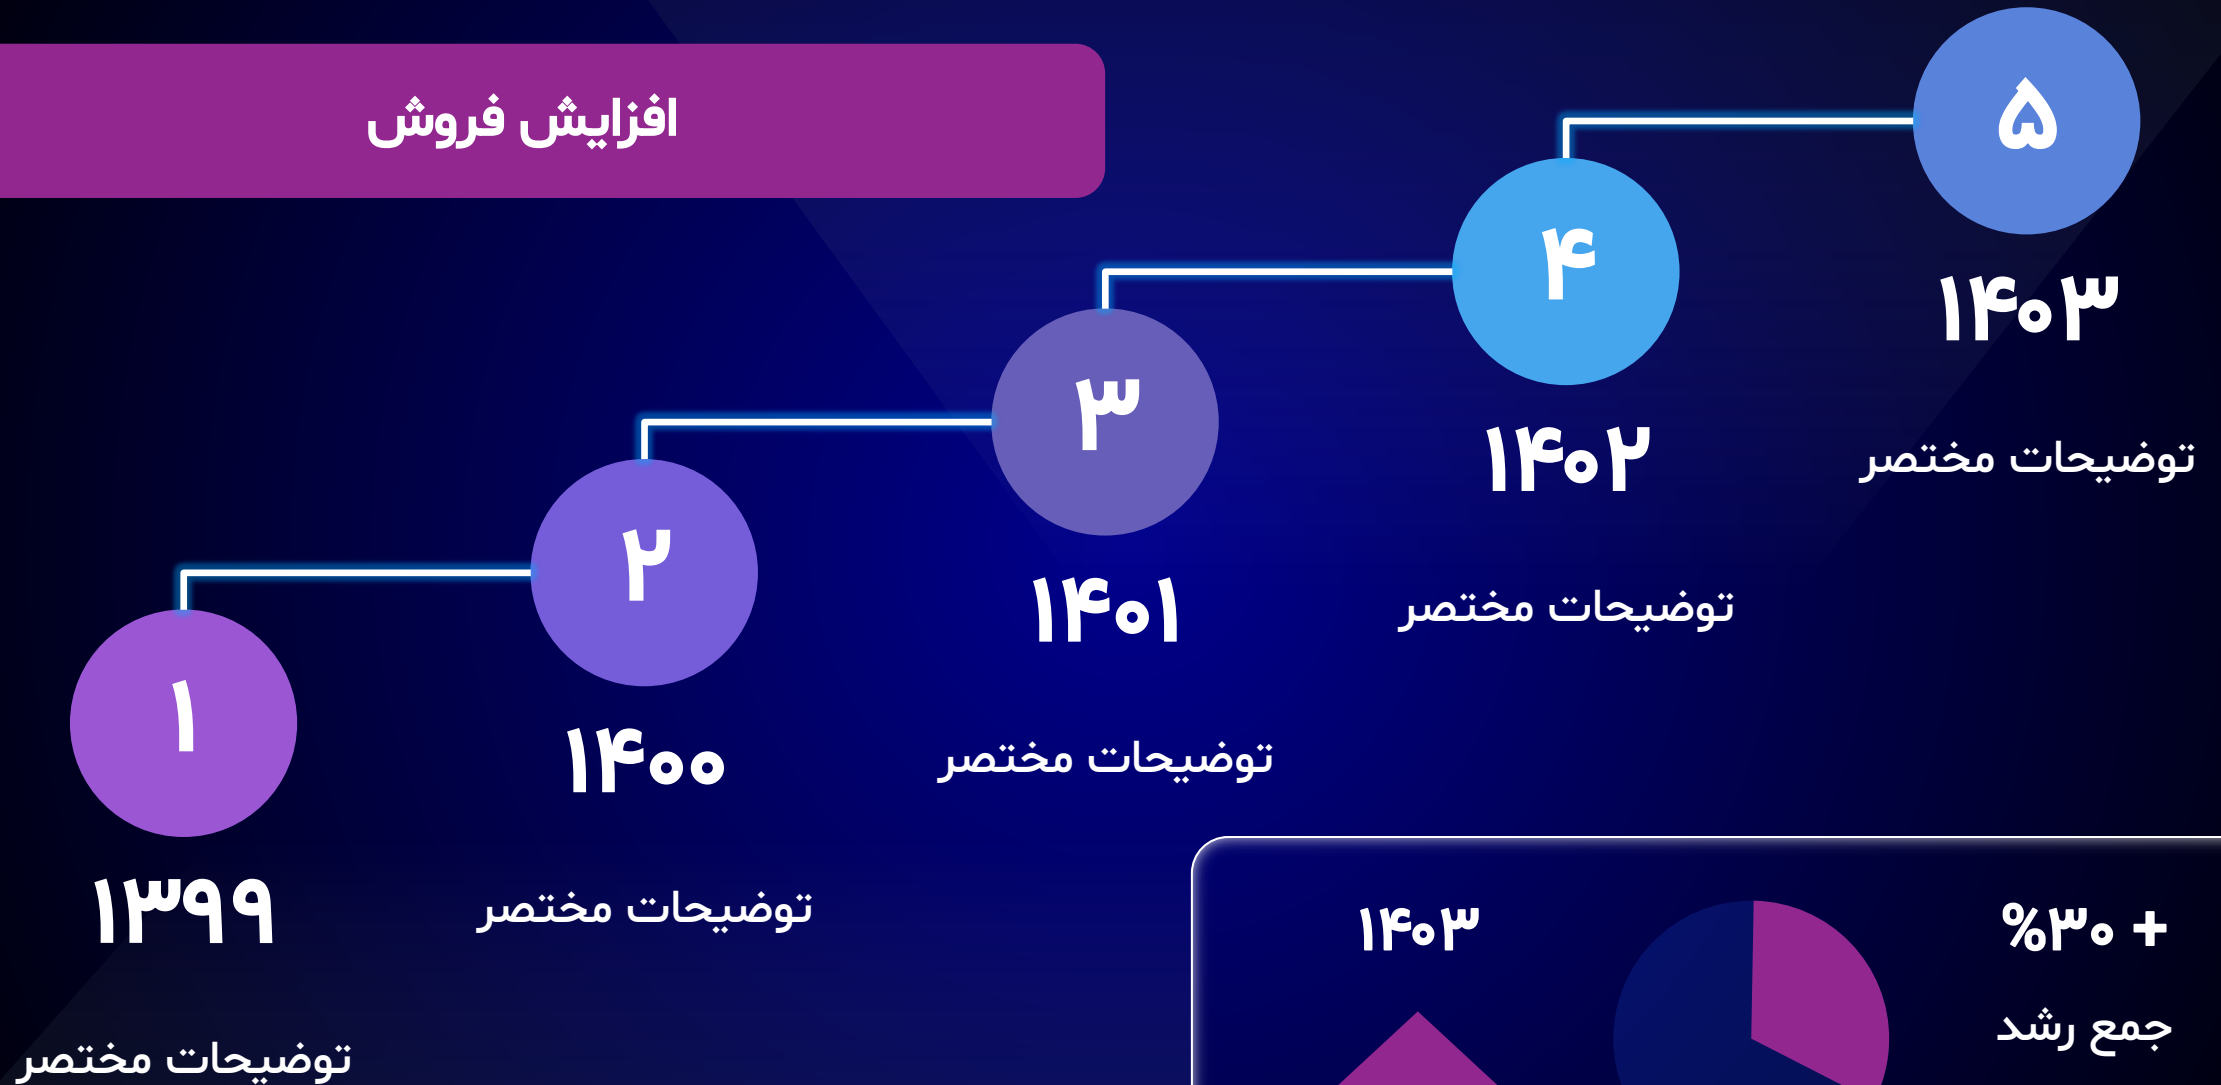 افزایش فروش
۵
۱۴۰۳
توضیحات مختصر
۴
۱۴۰۲
توضیحات مختصر
۳
۱۴۰۱
توضیحات مختصر
۲
۱۴۰۰
توضیحات مختصر
۱
۱۳۹۹
توضیحات مختصر
+ ۳۰%
جمع رشد
۱۴۰۳